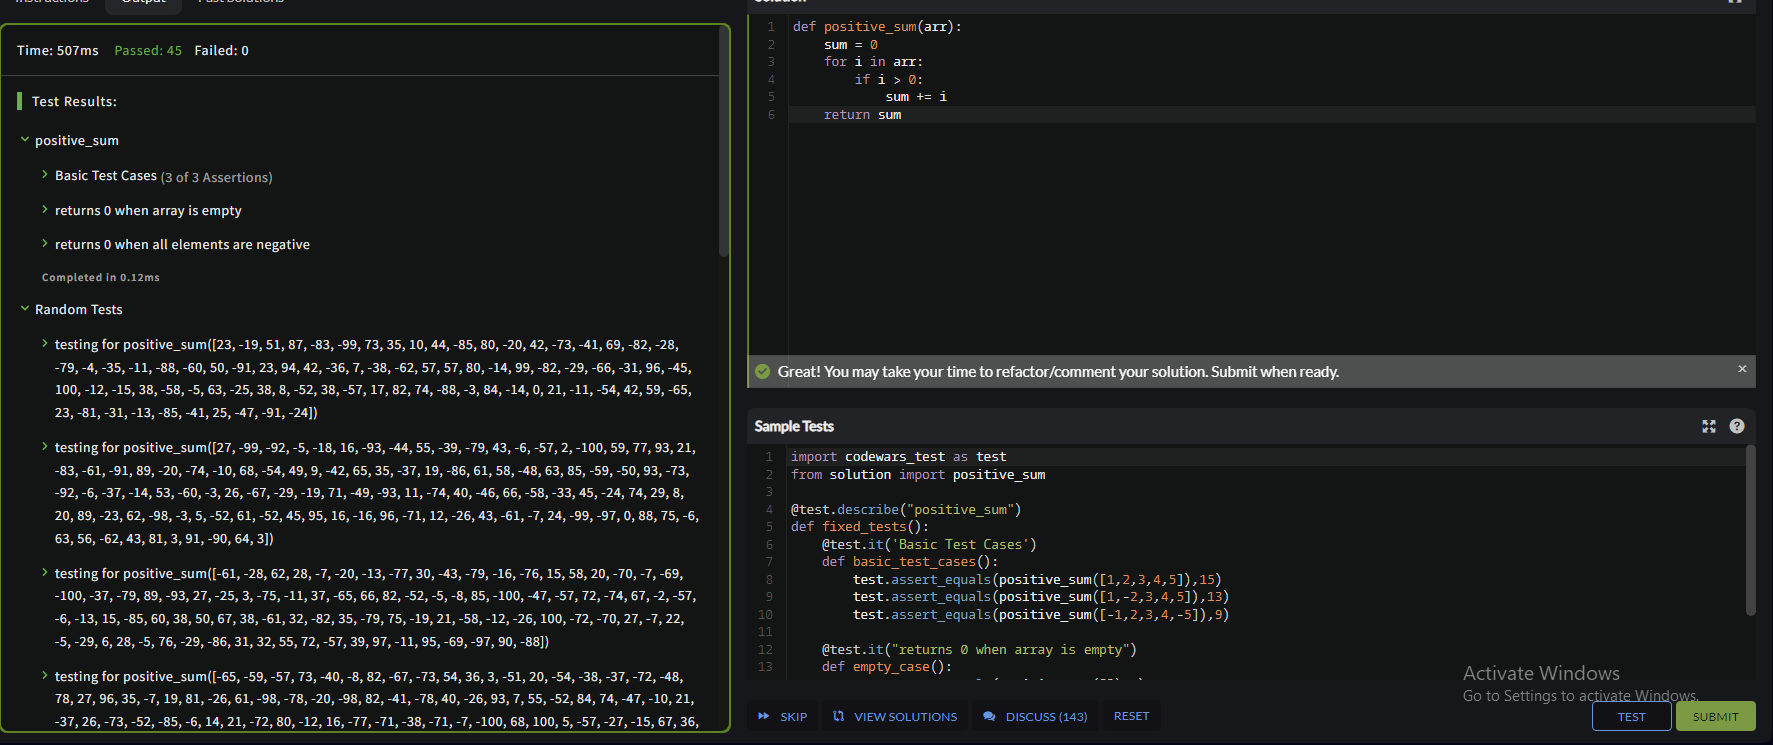 Instructions
Output
Past Solutions
Time: 507ms Passed: 45 Failed: 0
Test Results:
positive_sum
Basic Test Cases (3 of 3 Assertions)
returns 0 when array is empty
returns 0 when all elements are negative
Completed in 0.12ms
Random Tests
testing for positive_sum([23, -19, 51, 87, -83, -99, 73, 35, 10, 44, -85, 80, -20, 42, -73, -41, 69, -82, -28,
-79, -4, -35, -11, -88, -60, 50, -91, 23, 94, 42, -36, 7, -38, -62, 57, 57, 80, -14, 99, -82, -29, -66, -31, 96, -45,
100, -12, -15, 38, -58, -5, 63, -25, 38, 8, -52, 38, -57, 17, 82, 74, -88, -3, 84, -14, 0, 21, -11, -54, 42, 59, -65,
23, -81, -31, -13, -85, -41, 25, -47, -91, -24])
testing for positive_sum([27, -99, -92, -5, -18, 16, -93, -44, 55, -39, -79, 43, -6, -57, 2, -100, 59, 77, 93, 21,
-83, -61, -91, 89, -20, -74, -10, 68, -54, 49, 9, -42, 65, 35, -37, 19, -86, 61, 58, -48, 63, 85, -59, -50, 93, -73,
-92, -6, -37, -14, 53, -60, -3, 26, -67, -29, -19, 71, -49, -93, 11, -74, 40, -46, 66, -58, -33, 45, -24, 74, 29, 8,
20, 89, -23, 62, -98, -3, 5, -52, 61, -52, 45, 95, 16, -16, 96, -71, 12, -26, 43, -61, -7, 24, -99, -97, 0, 88, 75, -6,
63, 56, -62, 43, 81, 3, 91, -90, 64, 3])
testing for positive_sum([-61, -28, 62, 28, -7, -20, -13, -77, 30, -43, -79, -16, -76, 15, 58, 20, -70, -7, -69,
-100, -37, -79, 89, -93, 27, -25, 3, -75, -11, 37, -65, 66, 82, -52, -5, -8, 85, -100, -47, -57, 72, -74, 67, -2, -57,
-6, -13, 15, -85, 60, 38, 50, 67, 38, -61, 32, -82, 35, -79, 75, -19, 21, -58, -12, -26, 100, -72, -70, 27, -7, 22,
-5, -29, 6, 28, -5, 76, -29, -86, 31, 32, 55, 72, -57, 39, 97, -11, 95, -69, -97, 90, -88])
testing for positive_sum([-65, -59, -57, 73, -40, -8, 82, -67, -73, 54, 36, 3, -51, 20, -54, -38, -37, -72, -48,
78, 27, 96, 35, -7, 19, 81, -26, 61, -98, -78, -20, -98, 82, -41, -78, 40, -26, 93, 7, 55, -52, 84, 74, -47, -10, 21,
-37, 26, -73, -52, -85, -6, 14, 21, -72, 80, -12, 16, -77, -71, -38, -71, -7, -100, 68, 100, 5, -57, -27, -15, 67, 36,
Solution
1 def positive_sum(arr):
2 sum = 0
3 for i in arr:
4 if i > 0:
5 sum += i
6 return sum
Great! You may take your time to refactor/comment your solution. Submit when ready.
Sample Tests
1 import codewars_test as test
2 from solution import positive_sum
3
4 @test.describe("positive_sum")
5 def fixed_tests():
6 @test.it('Basic Test Cases')
7 def basic_test_cases():
8 test.assert_equals(positive_sum([1,2,3,4,5]),15)
9 test.assert_equals(positive_sum([1,-2,3,4,5]),13)
10 test.assert_equals(positive_sum([-1,2,3,4,-5]),9)
11
12 @test.it("returns 0 when array is empty")
13 def empty_case():
Activate Windows
Go to Settings to activate Windows.
SKIP
VIEW SOLUTIONS
DISCUSS (143)
RESET
TEST
SUBMIT